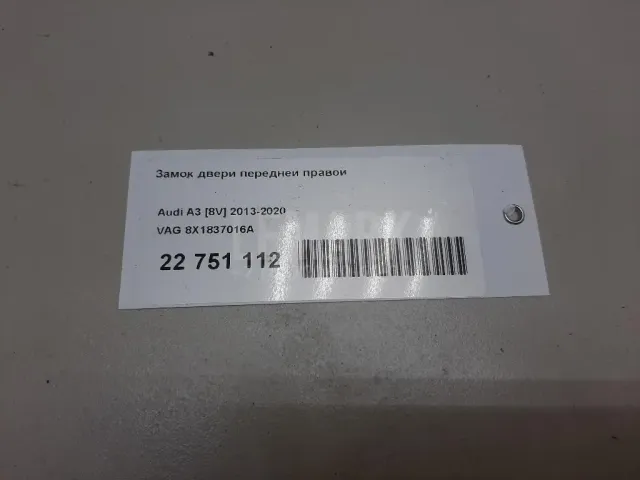 Замок двери передней правой
Audi A3 [8V] 2013-2020
VAG 8X1837016A
22 751 112